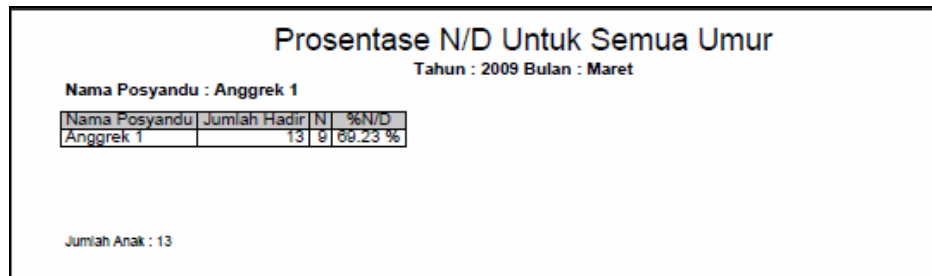 Prosentase N/D Untuk Semua Umur
Tahun : 2009 Bulan : Maret
Nama Posyandu : Anggrek 1
Nama Posyandu Jumlah Hadir N %N/D
Anggrek 1 13 9 69.23 %
Jumlah Anak : 13